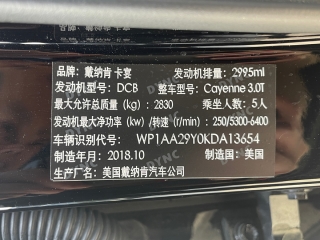 品牌：戴纳肯 卡宴 发动机排量：2995ml
发动机型号：DCB 整车型号：Cayenne 3.0T
最大允许总质量（kg）：2830 乘坐人数：5人
发动机最大净功率（kw）/转速（r/min）：250/5300-6400
车辆识别代号：WP1AA29Y0KDA13654
制造年月：2018.10 制造国：美国
生产厂名：美国戴纳肯汽车公司